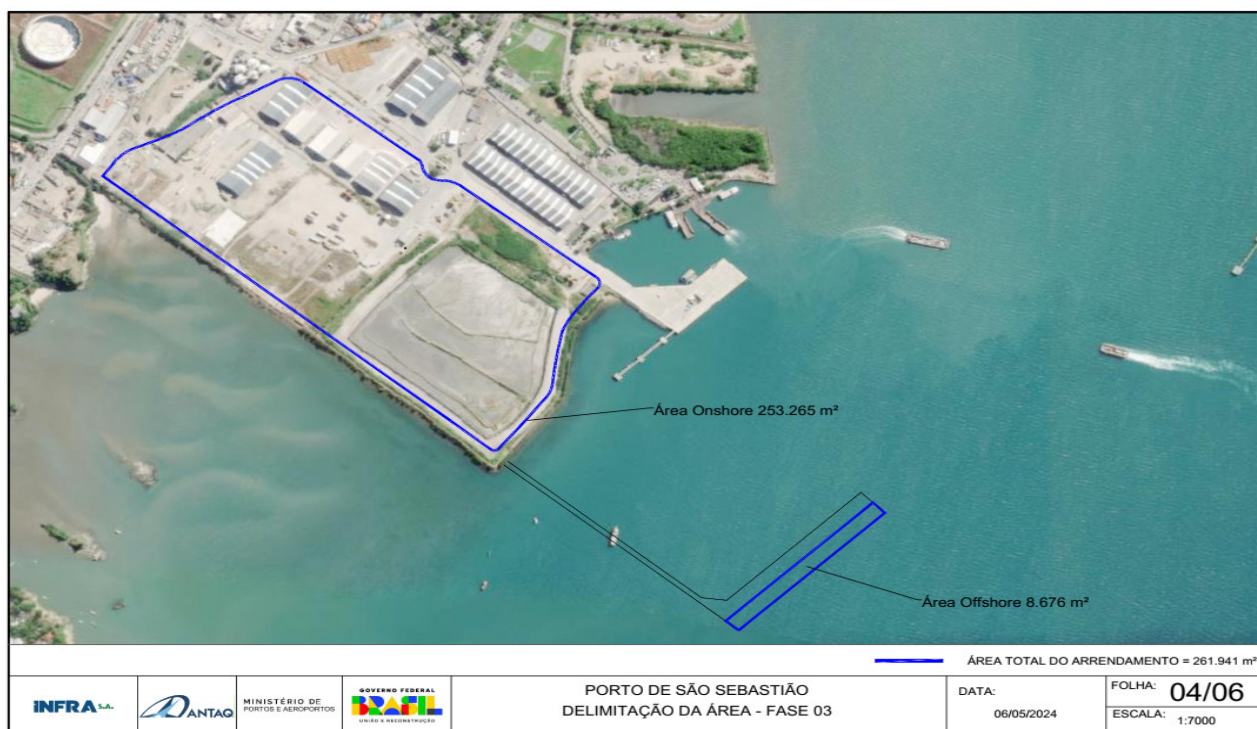 Área Onshore 253.265 m²
Área Offshore 8.676 m²
ÁREA TOTAL DO ARRENDAMENTO = 261.941 m²
INFRA S.A.
ANTAQ
MINISTÉRIO DE
PORTOS E AEROPORTOS
GOVERNO FEDERAL
BRASIL
UNIÃO E RECONSTRUÇÃO
PORTO DE SÃO SEBASTIÃO
DELIMITAÇÃO DA ÁREA - FASE 03
DATA:
06/05/2024
FOLHA: 04/06
ESCALA: 1:7000